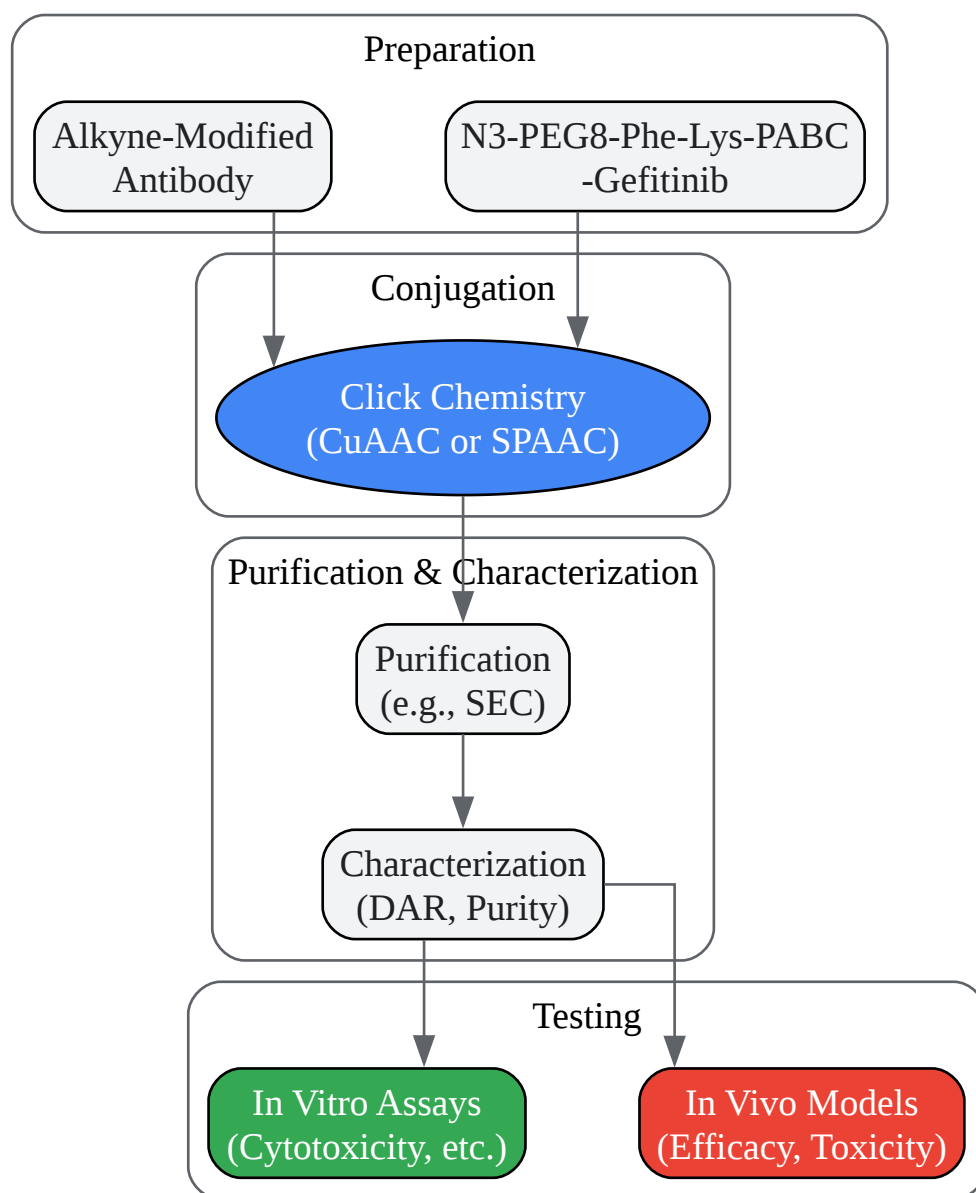 Preparation
Alkyne-Modified
Antibody
N3-PEG8-Phe-Lys-PABC
-Gefitinib
Conjugation
Click Chemistry
(CuAAC or SPAAC)
Purification & Characterization
Purification
(e.g., SEC)
Characterization
(DAR, Purity)
Testing
In Vitro Assays
(Cytotoxicity, etc.)
In Vivo Models
(Efficacy, Toxicity)